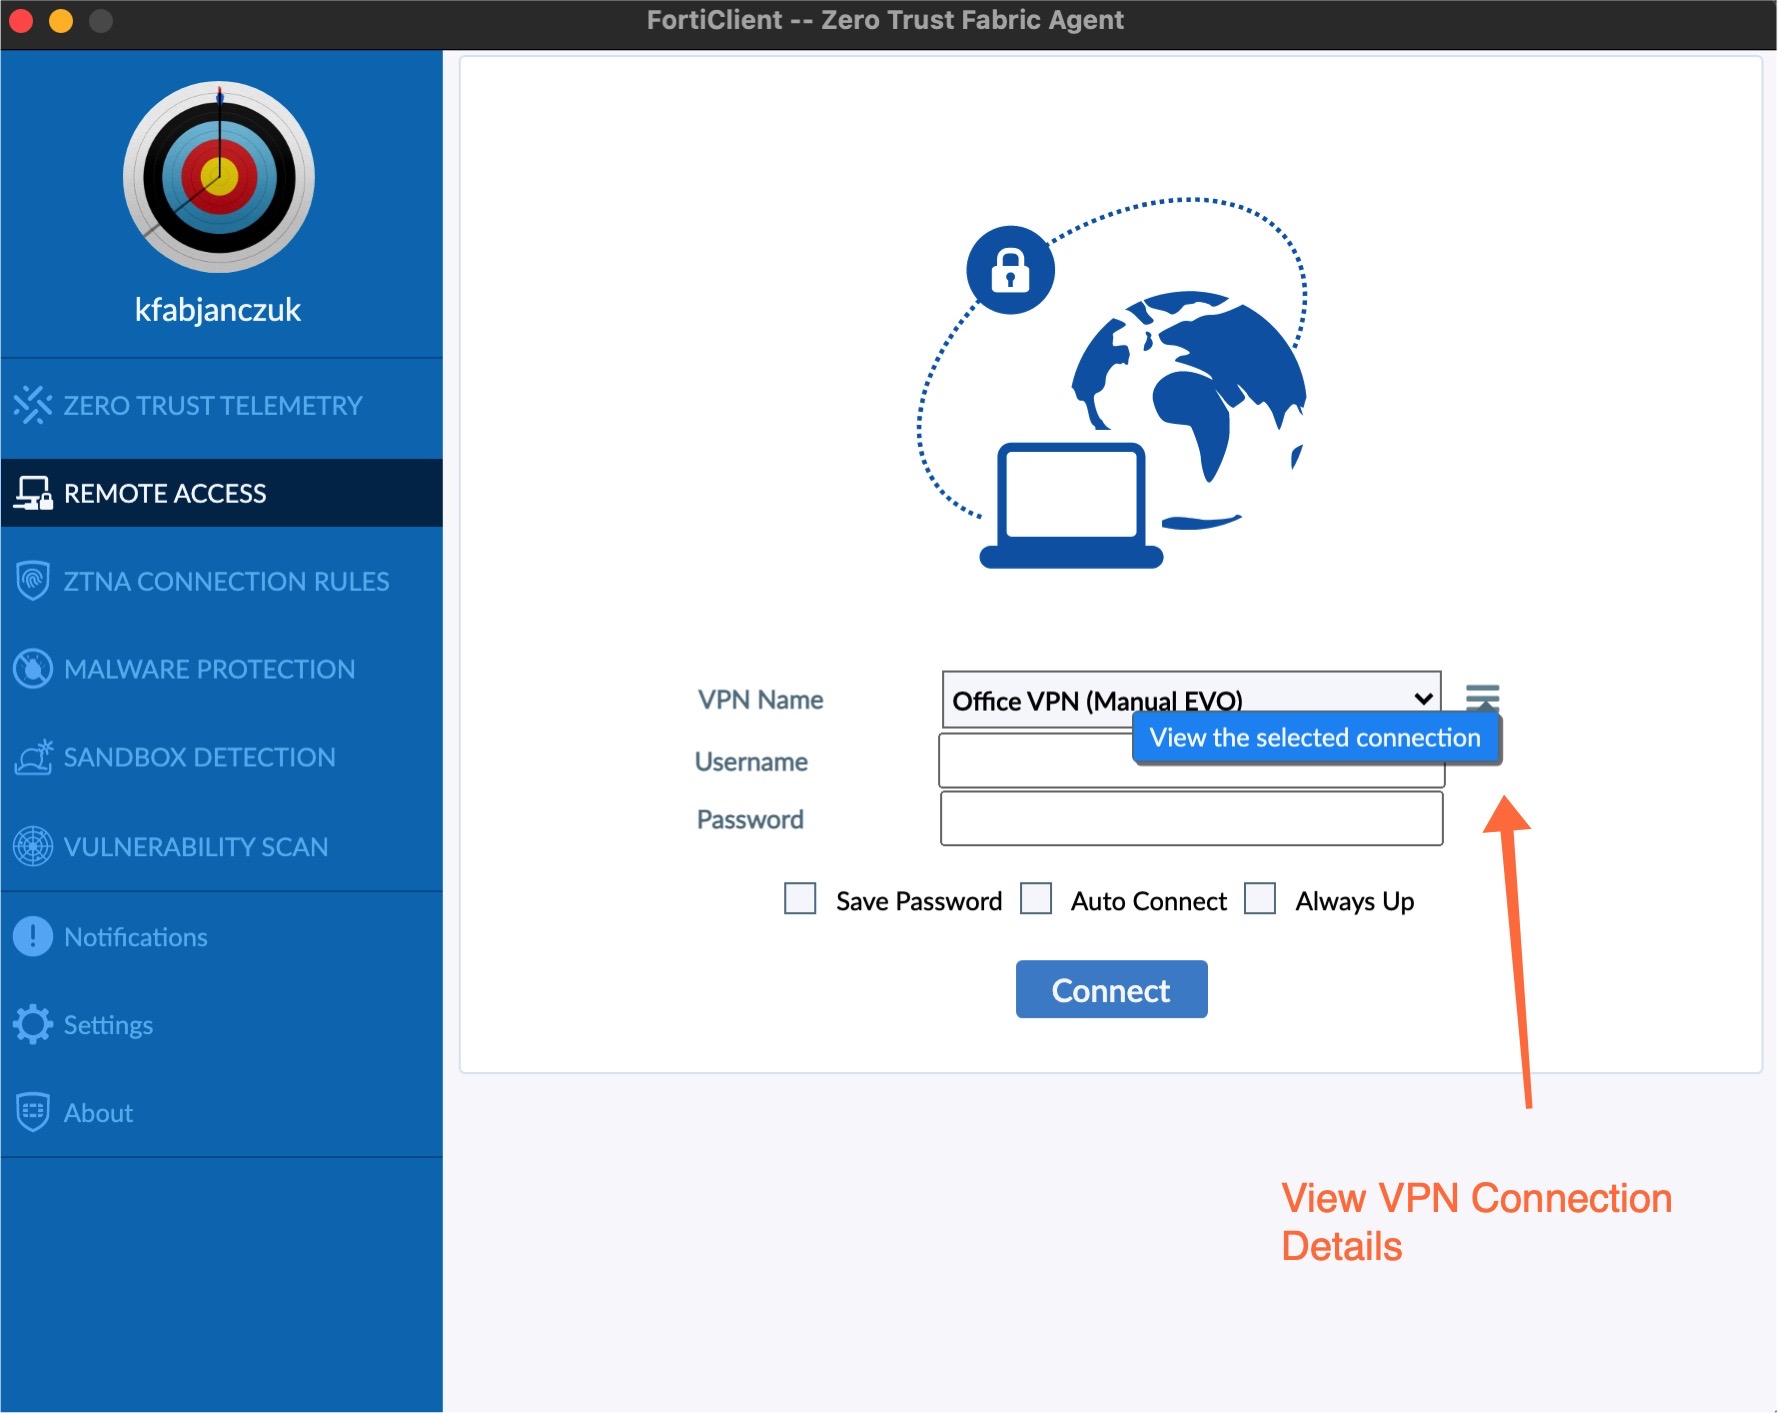 FortiClient -- Zero Trust Fabric Agent
kfabjanczuk
ZERO TRUST TELEMETRY
REMOTE ACCESS
ZTNA CONNECTION RULES
MALWARE PROTECTION
SANDBOX DETECTION
VULNERABILITY SCAN
Notifications
Settings
About
VPN Name
Office VPN (Manual EVO)
View the selected connection
Username
Password
Save Password
Auto Connect
Always Up
Connect
View VPN Connection
Details